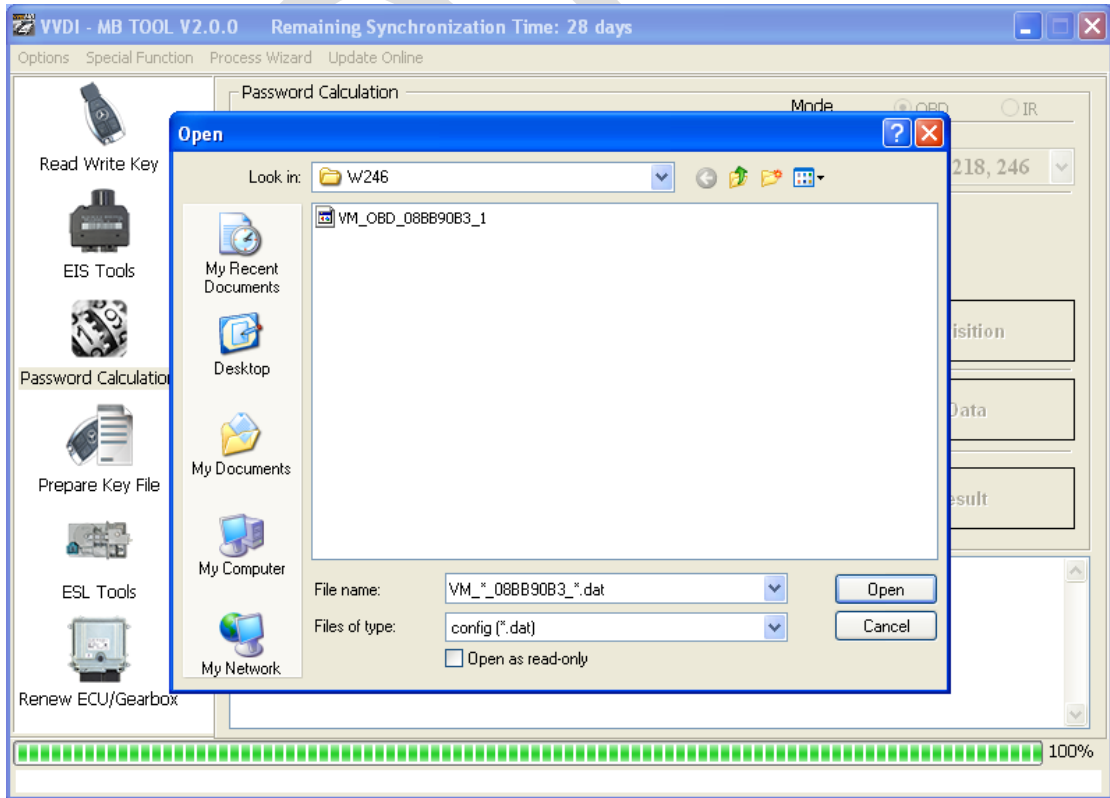 VVDI - MB TOOL V2.0.0 Remaining Synchronization Time: 28 days
Options Special Function Process Wizard Update Online
Password Calculation
Mode OBD IR
Open
Read Write Key
Look in: W246
218, 246
VM_OBD_08BB90B3_1
EIS Tools
My Recent
Documents
isition
Desktop
Password Calculation
Data
My Documents
Prepare Key File
esult
My Computer
ESL Tools
File name: VM_*_08BB90B3_*.dat Open
Files of type: config (*.dat) Cancel
Open as read-only
My Network
Renew ECU/Gearbox
100%